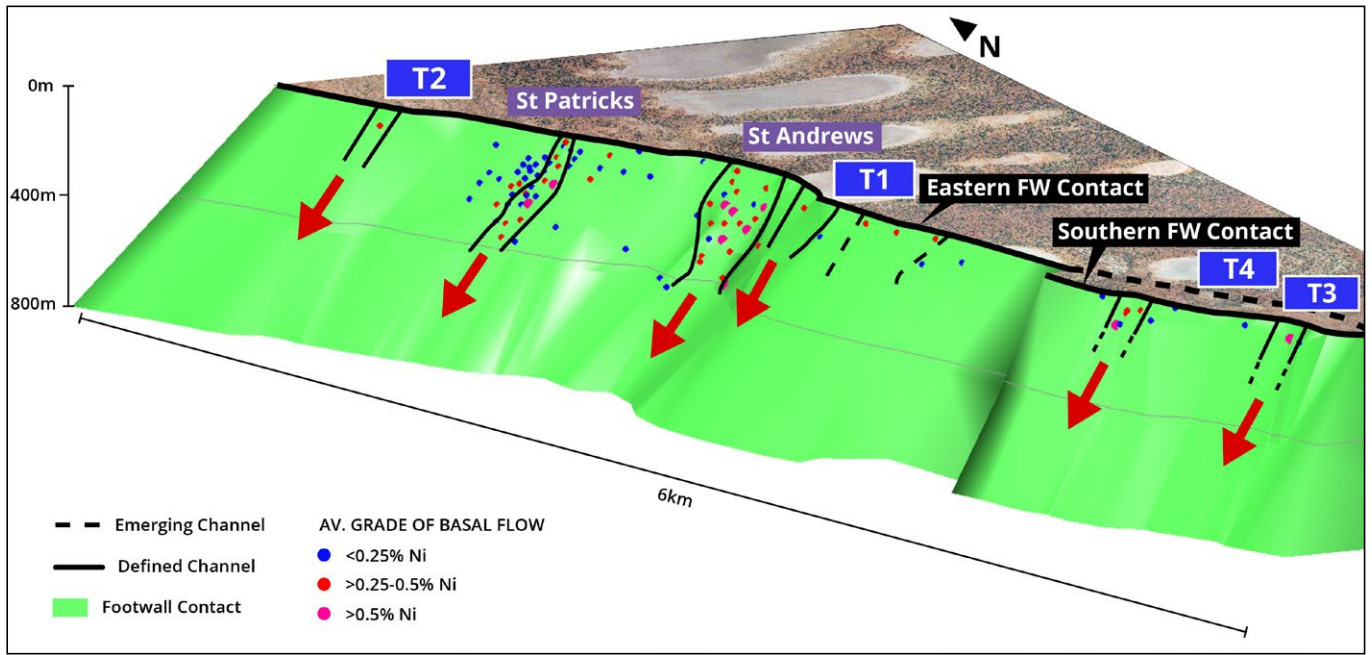 N
0m
T2
St Patricks
St Andrews
T1
400m
Eastern FW Contact
Southern FW Contact
T4
T3
800m
6km
Emerging Channel
Defined Channel
Footwall Contact
AV. GRADE OF BASAL FLOW
<0.25% Ni
>0.25-0.5% Ni
>0.5% Ni